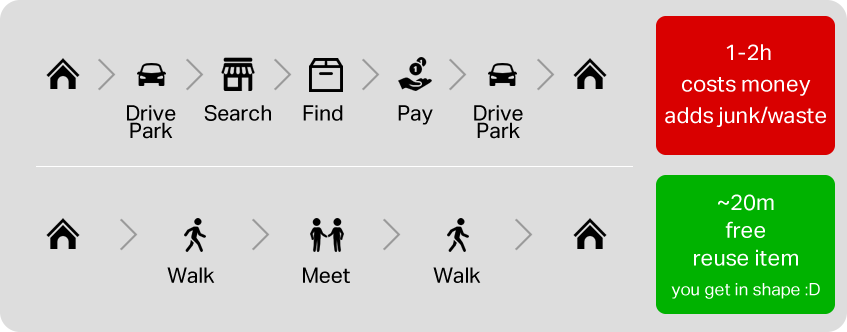 Drive
Park
Search
Find
Pay
Drive
Park
1-2h
costs money
adds junk/waste
Walk
Meet
Walk
~20m
free
reuse item
you get in shape :D